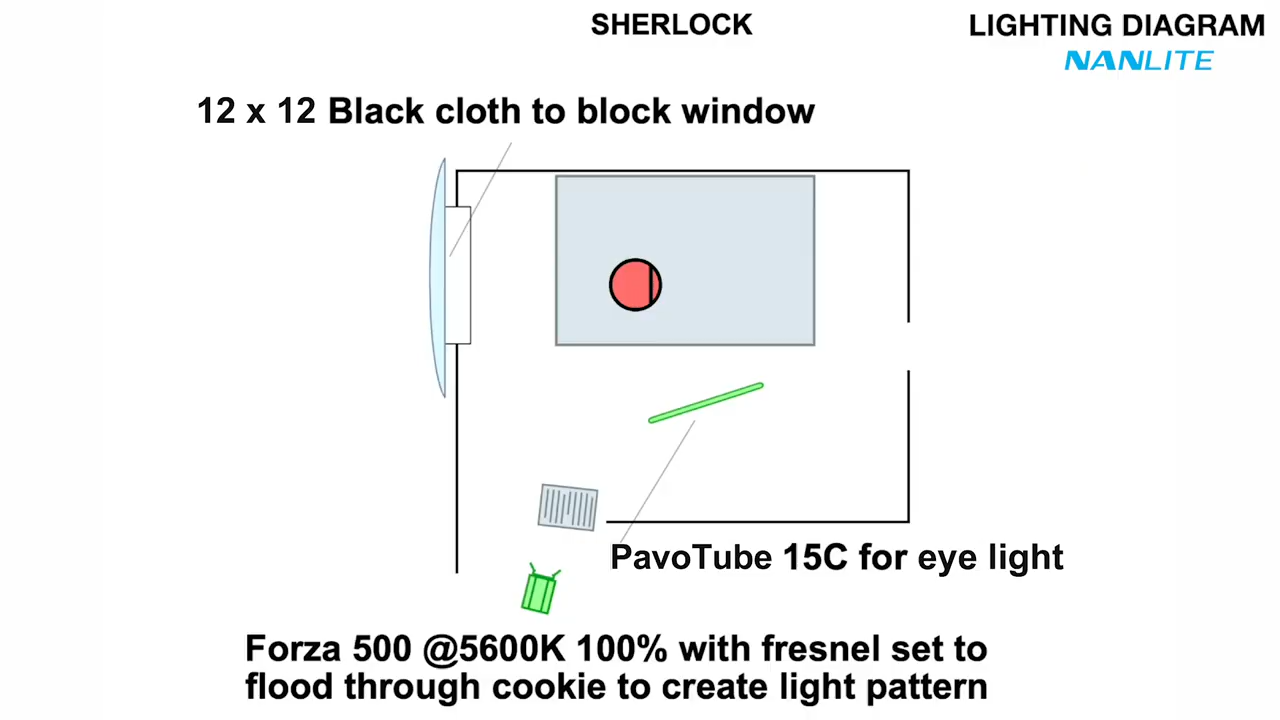 SHERLOCK
LIGHTING DIAGRAM
NANLITE
12 x 12 Black cloth to block window
PavoTube 15C for eye light
Forza 500 @5600K 100% with fresnel set to
flood through cookie to create light pattern